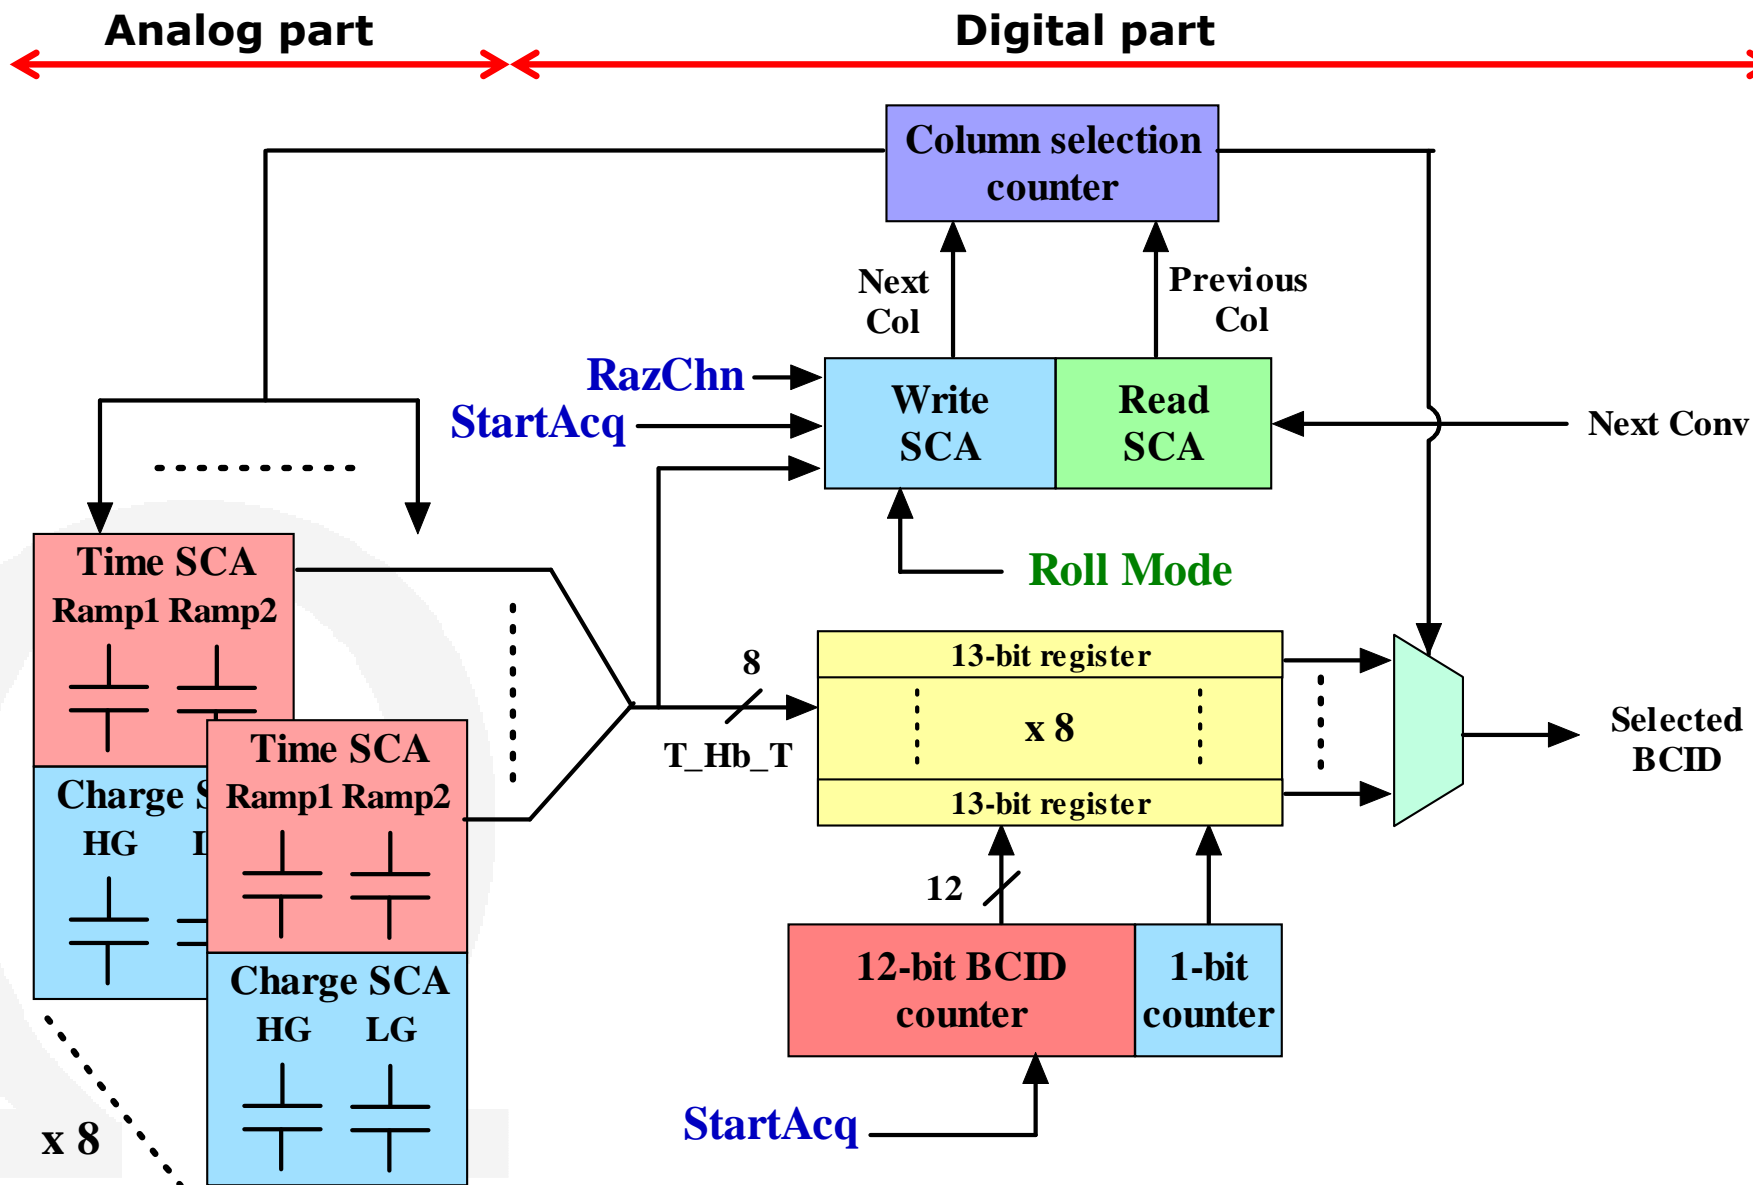 Analog part
Digital part
Column selection
counter
Next
Col
Previous
Col
RazChn
StartAcq
Write
SCA
Read
SCA
Next Conv
Roll Mode
Time SCA
Ramp1 Ramp2
Charge S
HG L
Time SCA
Ramp1 Ramp2
Charge SCA
HG LG
x 8
8
T_Hb_T
13-bit register
x 8
13-bit register
Selected
BCID
12
12-bit BCID
counter
1-bit
counter
StartAcq